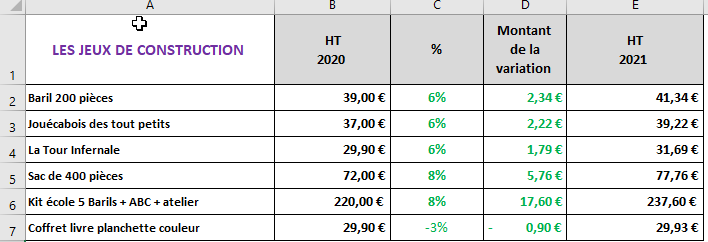 A B C D E
1 LES JEUX DE CONSTRUCTION HT 2020 % Montant de la variation HT 2021
2 Baril 200 pièces 39,00 € 6% 2,34 € 41,34 €
3 Jouécabois des tout petits 37,00 € 6% 2,22 € 39,22 €
4 La Tour Infernale 29,90 € 6% 1,79 € 31,69 €
5 Sac de 400 pièces 72,00 € 8% 5,76 € 77,76 €
6 Kit école 5 Barils + ABC + atelier 220,00 € 8% 17,60 € 237,60 €
7 Coffret livre planchette couleur 29,90 € -3% - 0,90 € 29,93 €